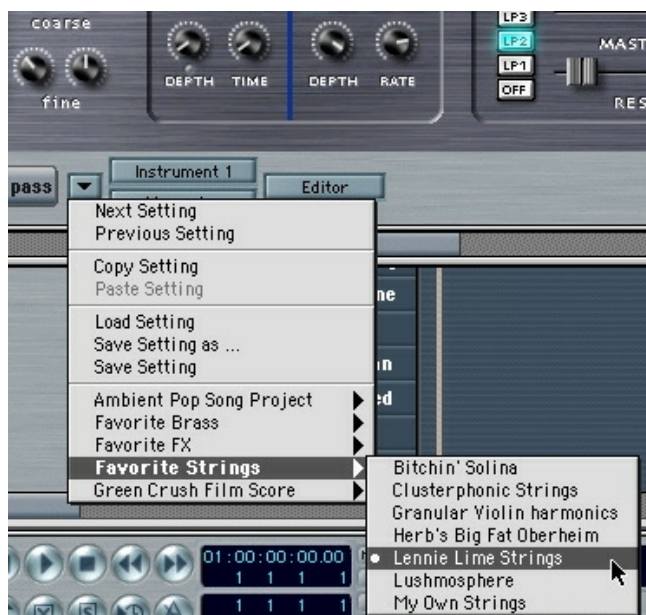 coarse
fine
DEPTH TIME
DEPTH RATE
LP3
LP2
LP1
OFF
MAST
RES
pass
Instrument 1
Editor
Next Setting
Previous Setting
Copy Setting
Paste Setting
Load Setting
Save Setting as ...
Save Setting
Ambient Pop Song Project
Favorite Brass
Favorite FX
Favorite Strings
Green Crush Film Score
ne
n
ed
Bitchin' Solina
Clusterphonic Strings
Granular Violin harmonics
Herb's Big Fat Oberheim
Lennie Lime Strings
Lushmosphere
My Own Strings
01:00:00:00.00
1 1 1 1
1 1 1 1